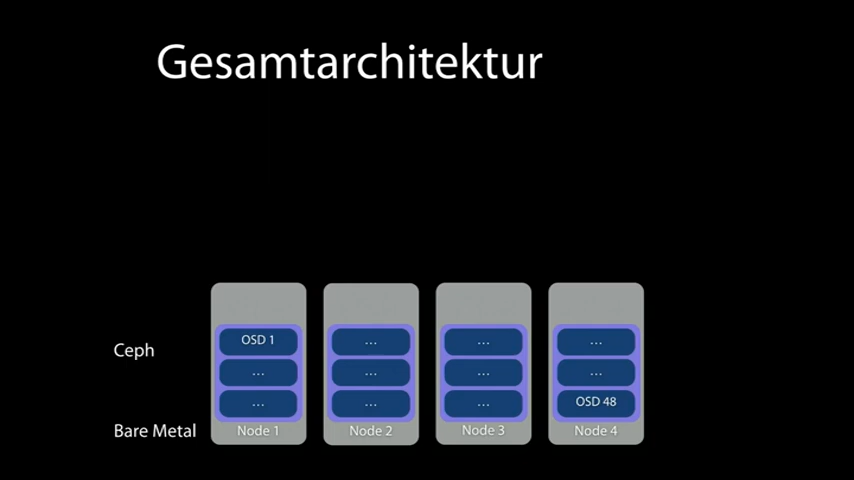 Gesamtarchitektur
Ceph
OSD 1
...
...
...
...
...
...
...
...
...
...
OSD 48
Bare Metal
Node 1
Node 2
Node 3
Node 4